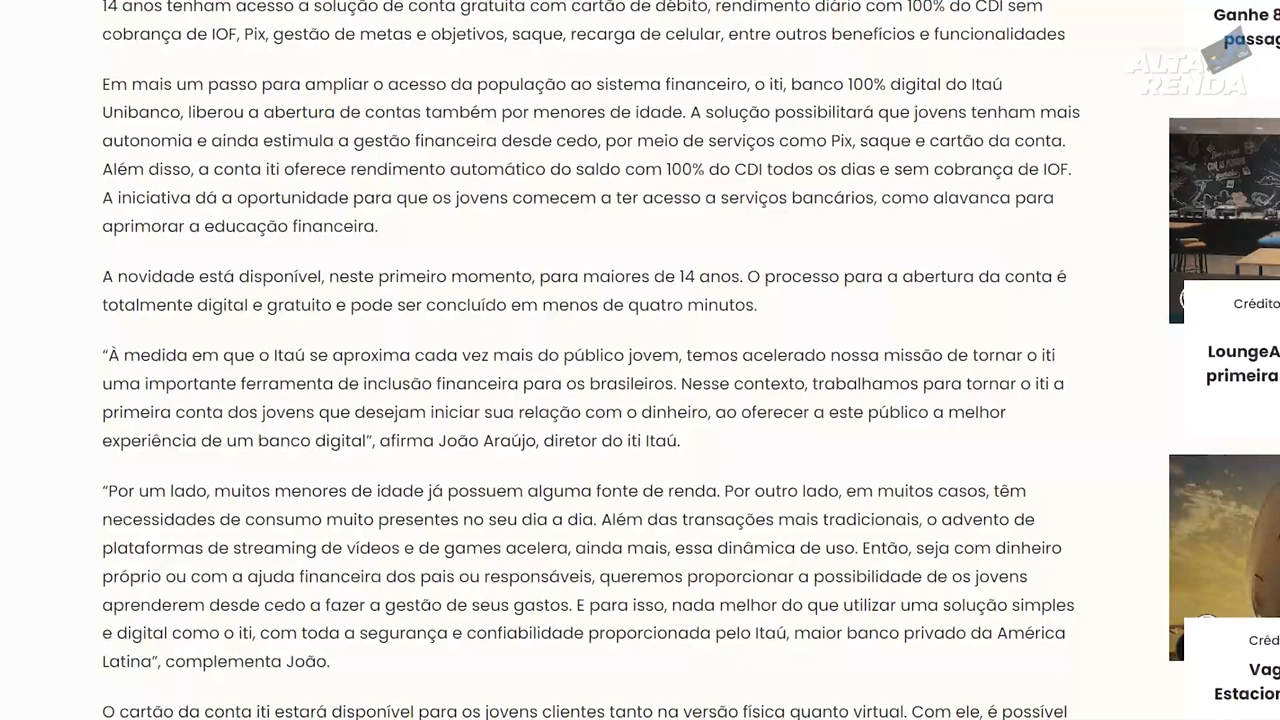 14 anos tenham acesso a solução de conta gratuita com cartão de débito, rendimento diário com 100% do CDI sem
cobrança de IOF, Pix, gestão de metas e objetivos, saque, recarga de celular, entre outros benefícios e funcionalidades
Em mais um passo para ampliar o acesso da população ao sistema financeiro, o iti, banco 100% digital do Itaú
Unibanco, liberou a abertura de contas também por menores de idade. A solução possibilitará que jovens tenham mais
autonomia e ainda estimula a gestão financeira desde cedo, por meio de serviços como Pix, saque e cartão da conta.
Além disso, a conta iti oferece rendimento automático do saldo com 100% do CDI todos os dias e sem cobrança de IOF.
A iniciativa dá a oportunidade para que os jovens comecem a ter acesso a serviços bancários, como alavanca para
aprimorar a educação financeira.
A novidade está disponível, neste primeiro momento, para maiores de 14 anos. O processo para a abertura da conta é
totalmente digital e gratuito e pode ser concluído em menos de quatro minutos.
“À medida em que o Itaú se aproxima cada vez mais do público jovem, temos acelerado nossa missão de tornar o iti
uma importante ferramenta de inclusão financeira para os brasileiros. Nesse contexto, trabalhamos para tornar o iti a
primeira conta dos jovens que desejam iniciar sua relação com o dinheiro, ao oferecer a este público a melhor
experiência de um banco digital”, afirma João Araújo, diretor do iti Itaú.
“Por um lado, muitos menores de idade já possuem alguma fonte de renda. Por outro lado, em muitos casos, têm
necessidades de consumo muito presentes no seu dia a dia. Além das transações mais tradicionais, o advento de
plataformas de streaming de vídeos e de games acelera, ainda mais, essa dinâmica de uso. Então, seja com dinheiro
próprio ou com a ajuda financeira dos pais ou responsáveis, queremos proporcionar a possibilidade de os jovens
aprenderem desde cedo a fazer a gestão de seus gastos. E para isso, nada melhor do que utilizar uma solução simples
e digital como o iti, com toda a segurança e confiabilidade proporcionada pelo Itaú, maior banco privado da América
Latina”, complementa João.
O cartão da conta iti estará disponível para os jovens clientes tanto na versão física quanto virtual. Com ele, é possível
Ganhe 8
passag
ALTA
RENDA
Crédito
LoungeA
primeira
Créd
Vag
Estacion